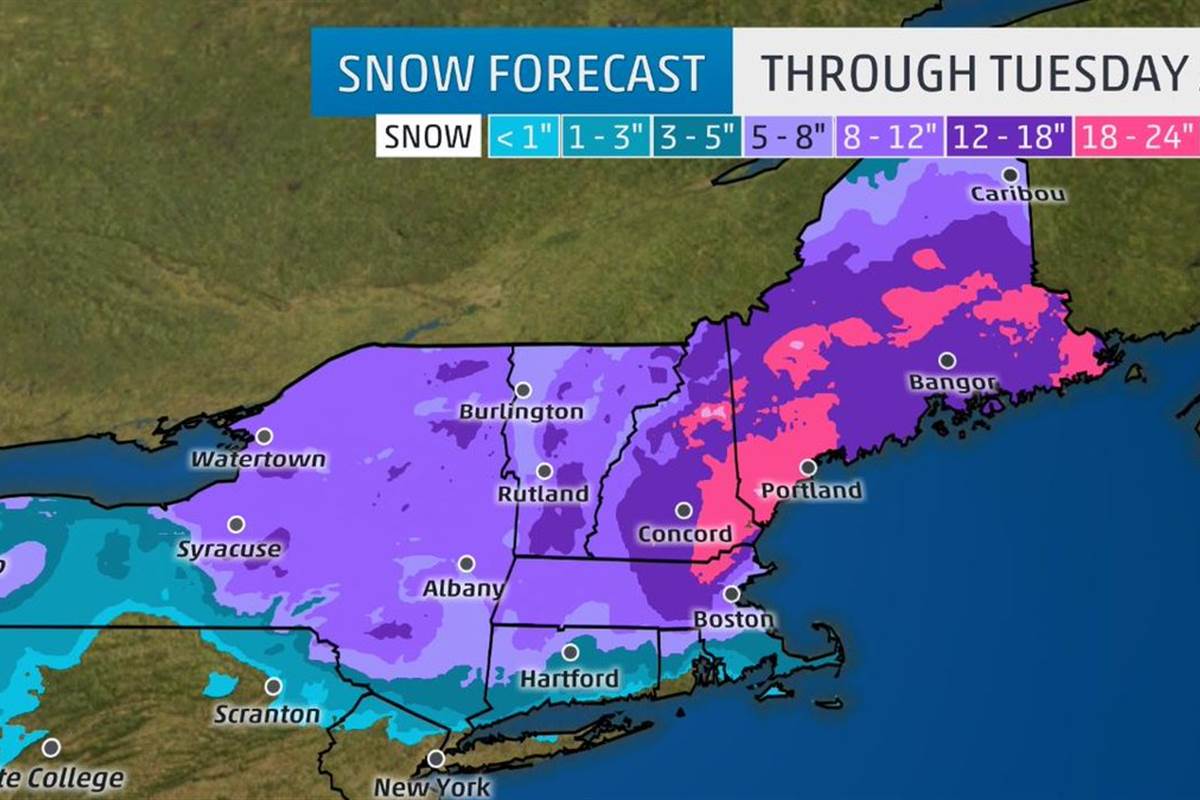 SNOW FORECAST THROUGH TUESDAY
SNOW < 1" 1 - 3" 3 - 5" 5 - 8" 8 - 12" 12 - 18" 18 - 24"
Caribou
Bangor
Burlington
Watertown
Rutland
Portland
Concord
Syracuse
Albany
Boston
Hartford
Scranton
te College
New York